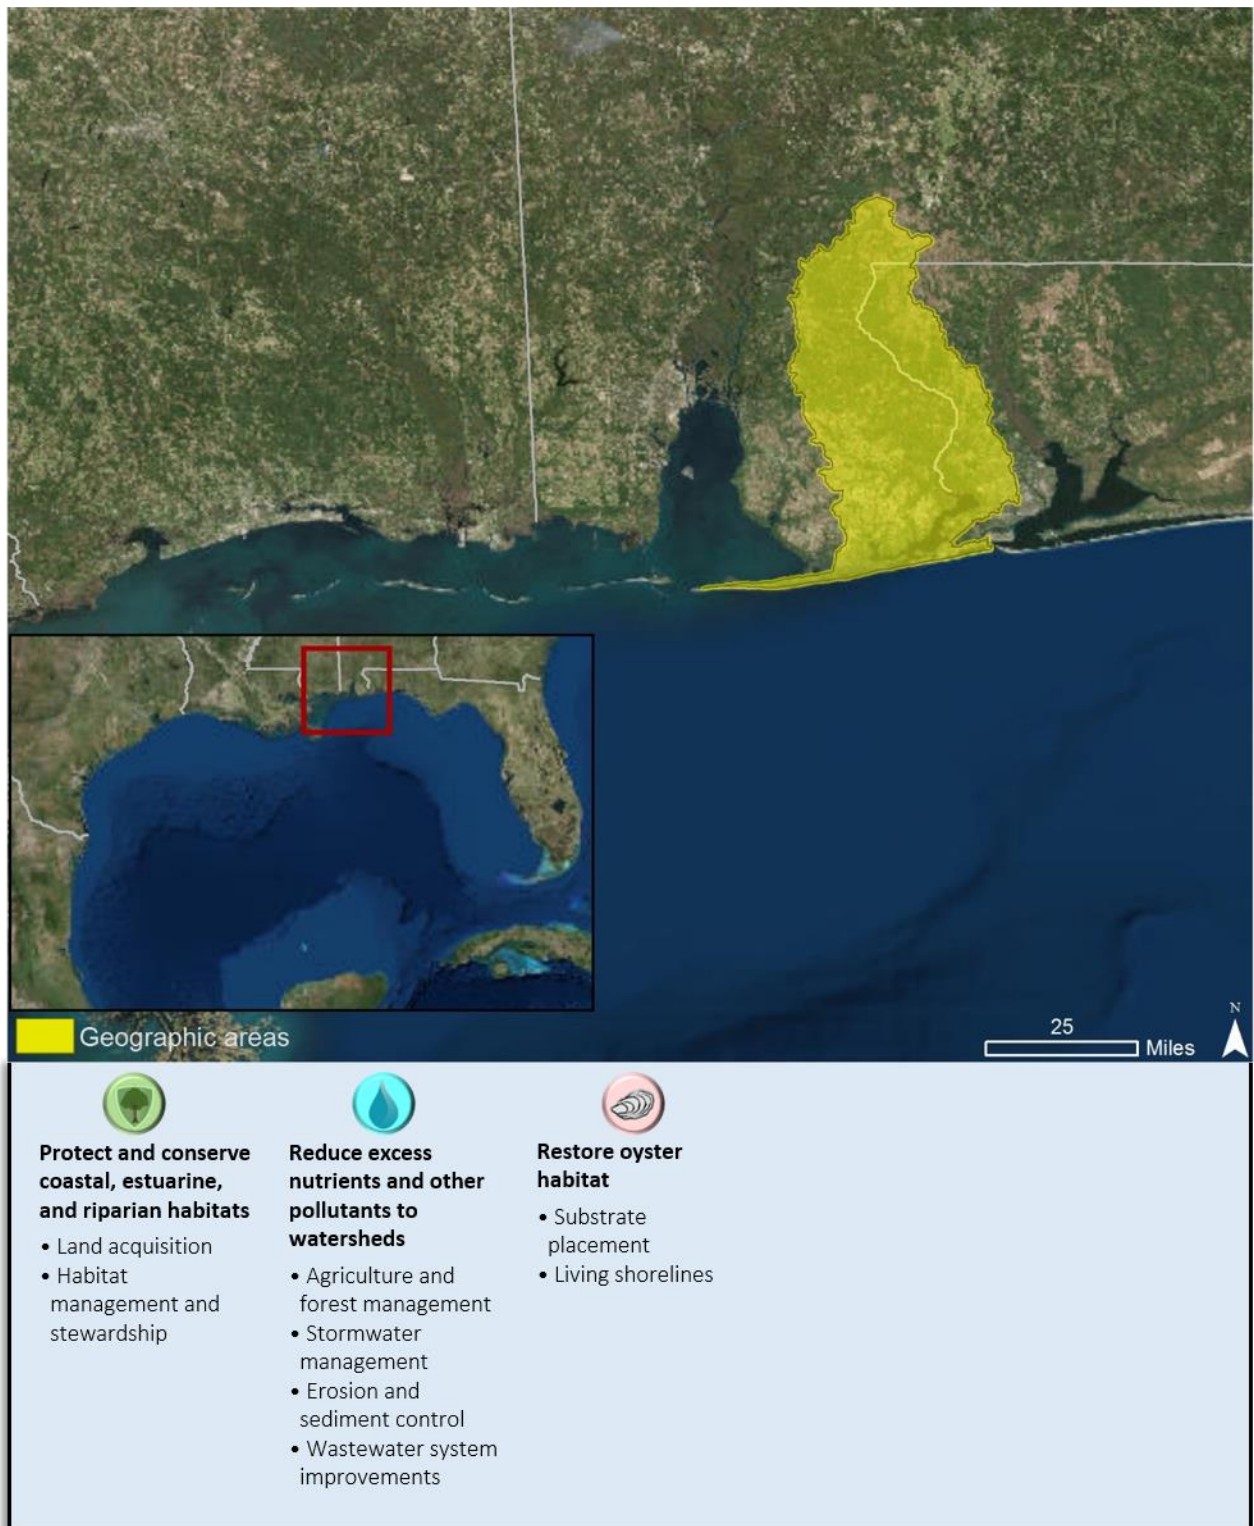 Geographic areas
25
Miles
N
Protect and conserve
coastal, estuarine,
and riparian habitats
• Land acquisition
• Habitat
management and
stewardship
Reduce excess
nutrients and other
pollutants to
watersheds
• Agriculture and
forest management
• Stormwater
management
• Erosion and
sediment control
• Wastewater system
improvements
Restore oyster
habitat
• Substrate
placement
• Living shorelines